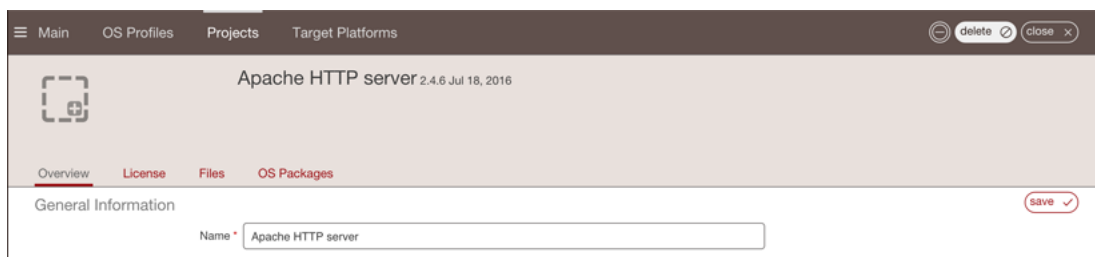 Main OS Profiles Projects Target Platforms delete close
Apache HTTP server 2.4.6 Jul 18, 2016
Overview License Files OS Packages
General Information save
Name * Apache HTTP server